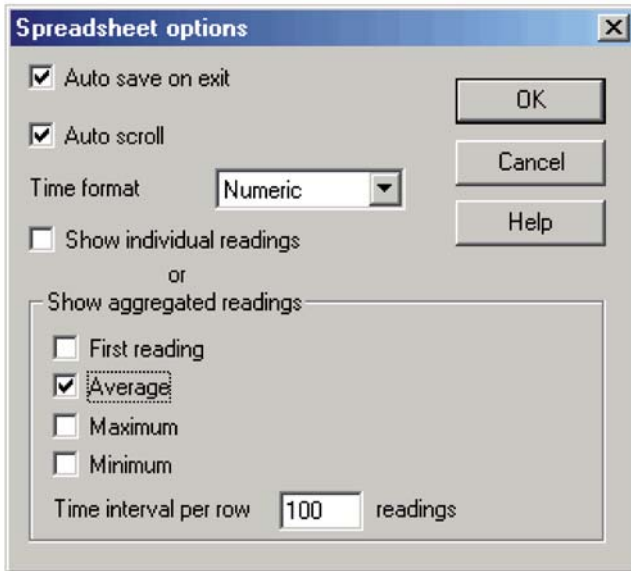 Spreadsheet options
Auto save on exit
OK
Auto scroll
Cancel
Time format Numeric
Help
Show individual readings
or
Show aggregated readings
First reading
Average
Maximum
Minimum
Time interval per row 100 readings